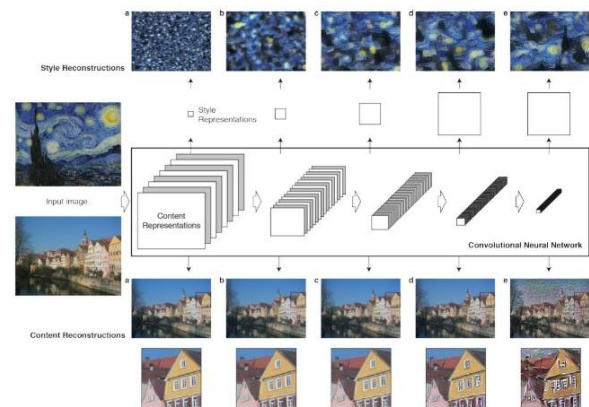 a b c d e
Style Reconstructions
Style
Representations
Input image
Content
Representations
Convolutional Neural Network
a b c d e
Content Reconstructions